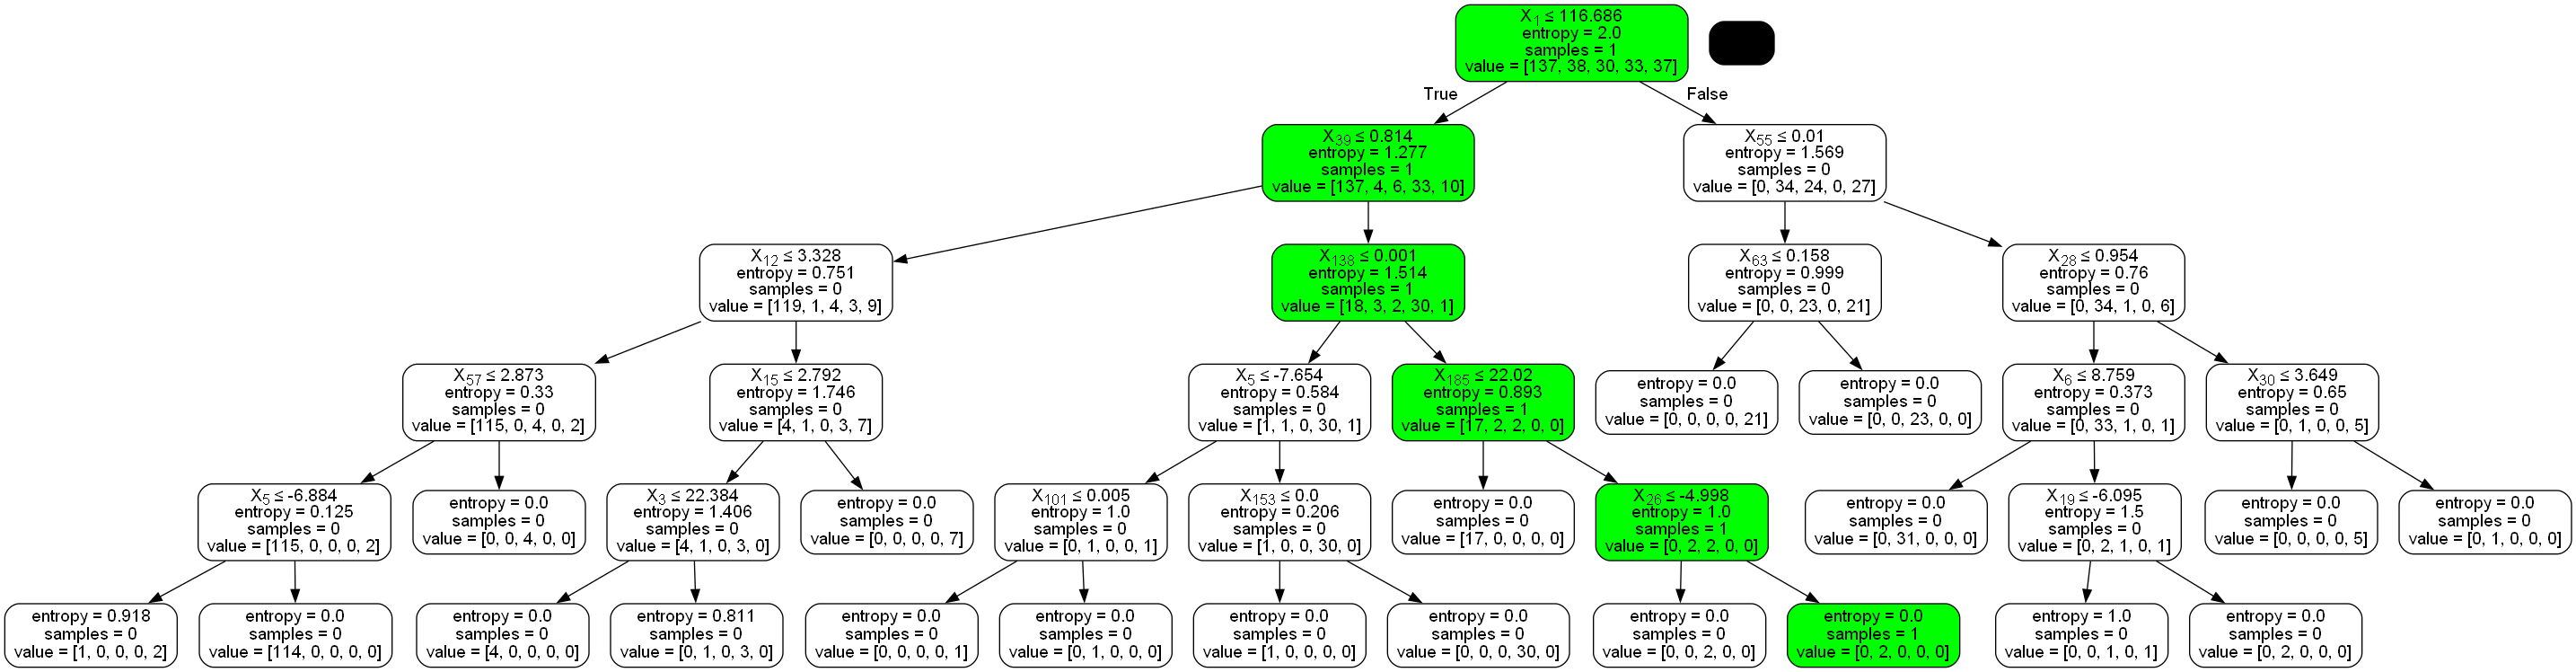 X1 ≤ 116.686
entropy = 2.0
samples = 1
value = [137, 38, 30, 33, 37]
True
False
X39 ≤ 0.814
entropy = 1.277
samples = 1
value = [137, 4, 6, 33, 10]
X55 ≤ 0.01
entropy = 1.569
samples = 0
value = [0, 34, 24, 0, 27]
X12 ≤ 3.328
entropy = 0.751
samples = 0
value = [119, 1, 4, 3, 9]
X138 ≤ 0.001
entropy = 1.514
samples = 1
value = [18, 3, 2, 30, 1]
X63 ≤ 0.158
entropy = 0.999
samples = 0
value = [0, 0, 23, 0, 21]
X28 ≤ 0.954
entropy = 0.76
samples = 0
value = [0, 34, 1, 0, 6]
X57 ≤ 2.873
entropy = 0.33
samples = 0
value = [115, 0, 4, 0, 2]
X15 ≤ 2.792
entropy = 1.746
samples = 0
value = [4, 1, 0, 3, 7]
X5 ≤ -7.654
entropy = 0.584
samples = 0
value = [1, 1, 0, 30, 1]
X185 ≤ 22.02
entropy = 0.893
samples = 1
value = [17, 2, 2, 0, 0]
entropy = 0.0
samples = 0
value = [0, 0, 0, 0, 21]
entropy = 0.0
samples = 0
value = [0, 0, 23, 0, 0]
X6 ≤ 8.759
entropy = 0.373
samples = 0
value = [0, 33, 1, 0, 1]
X30 ≤ 3.649
entropy = 0.65
samples = 0
value = [0, 1, 0, 0, 5]
X5 ≤ -6.884
entropy = 0.125
samples = 0
value = [115, 0, 0, 0, 2]
entropy = 0.0
samples = 0
value = [0, 0, 4, 0, 0]
X3 ≤ 22.384
entropy = 1.406
samples = 0
value = [4, 1, 0, 3, 0]
entropy = 0.0
samples = 0
value = [0, 0, 0, 0, 7]
X101 ≤ 0.005
entropy = 1.0
samples = 0
value = [0, 1, 0, 0, 1]
X153 ≤ 0.0
entropy = 0.206
samples = 0
value = [1, 0, 0, 30, 0]
entropy = 0.0
samples = 0
value = [17, 0, 0, 0, 0]
X26 ≤ -4.998
entropy = 1.0
samples = 1
value = [0, 2, 2, 0, 0]
entropy = 0.0
samples = 0
value = [0, 31, 0, 0, 0]
X19 ≤ -6.095
entropy = 1.5
samples = 0
value = [0, 2, 1, 0, 1]
entropy = 0.0
samples = 0
value = [0, 0, 0, 0, 5]
entropy = 0.0
samples = 0
value = [0, 1, 0, 0, 0]
entropy = 0.918
samples = 0
value = [1, 0, 0, 0, 2]
entropy = 0.0
samples = 0
value = [114, 0, 0, 0, 0]
entropy = 0.0
samples = 0
value = [4, 0, 0, 0, 0]
entropy = 0.811
samples = 0
value = [0, 1, 0, 3, 0]
entropy = 0.0
samples = 0
value = [0, 0, 0, 0, 1]
entropy = 0.0
samples = 0
value = [0, 1, 0, 0, 0]
entropy = 0.0
samples = 0
value = [1, 0, 0, 0, 0]
entropy = 0.0
samples = 0
value = [0, 0, 0, 30, 0]
entropy = 0.0
samples = 0
value = [0, 0, 2, 0, 0]
entropy = 0.0
samples = 1
value = [0, 2, 0, 0, 0]
entropy = 1.0
samples = 0
value = [0, 0, 1, 0, 1]
entropy = 0.0
samples = 0
value = [0, 2, 0, 0, 0]